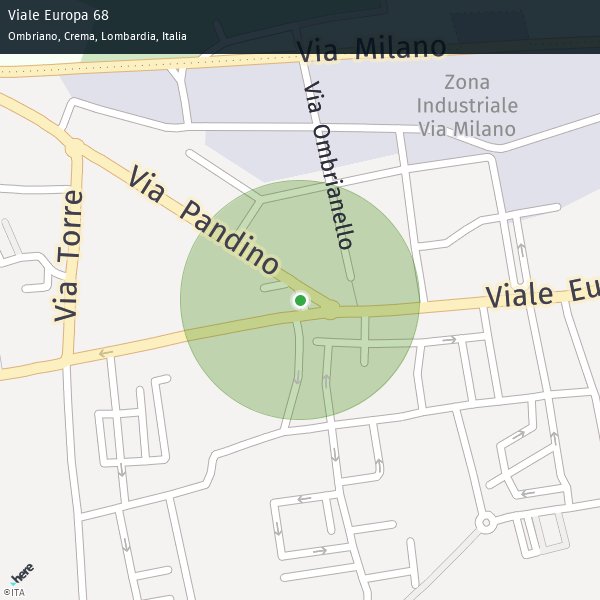 Viale Europa 68
Ombriano, Crema, Lombardia, Italia
Via Milano
Zona
Industriale
Via Milano
Via Ombrianello
Via Pandino
Via Torre
Viale Eu
here
©ITA